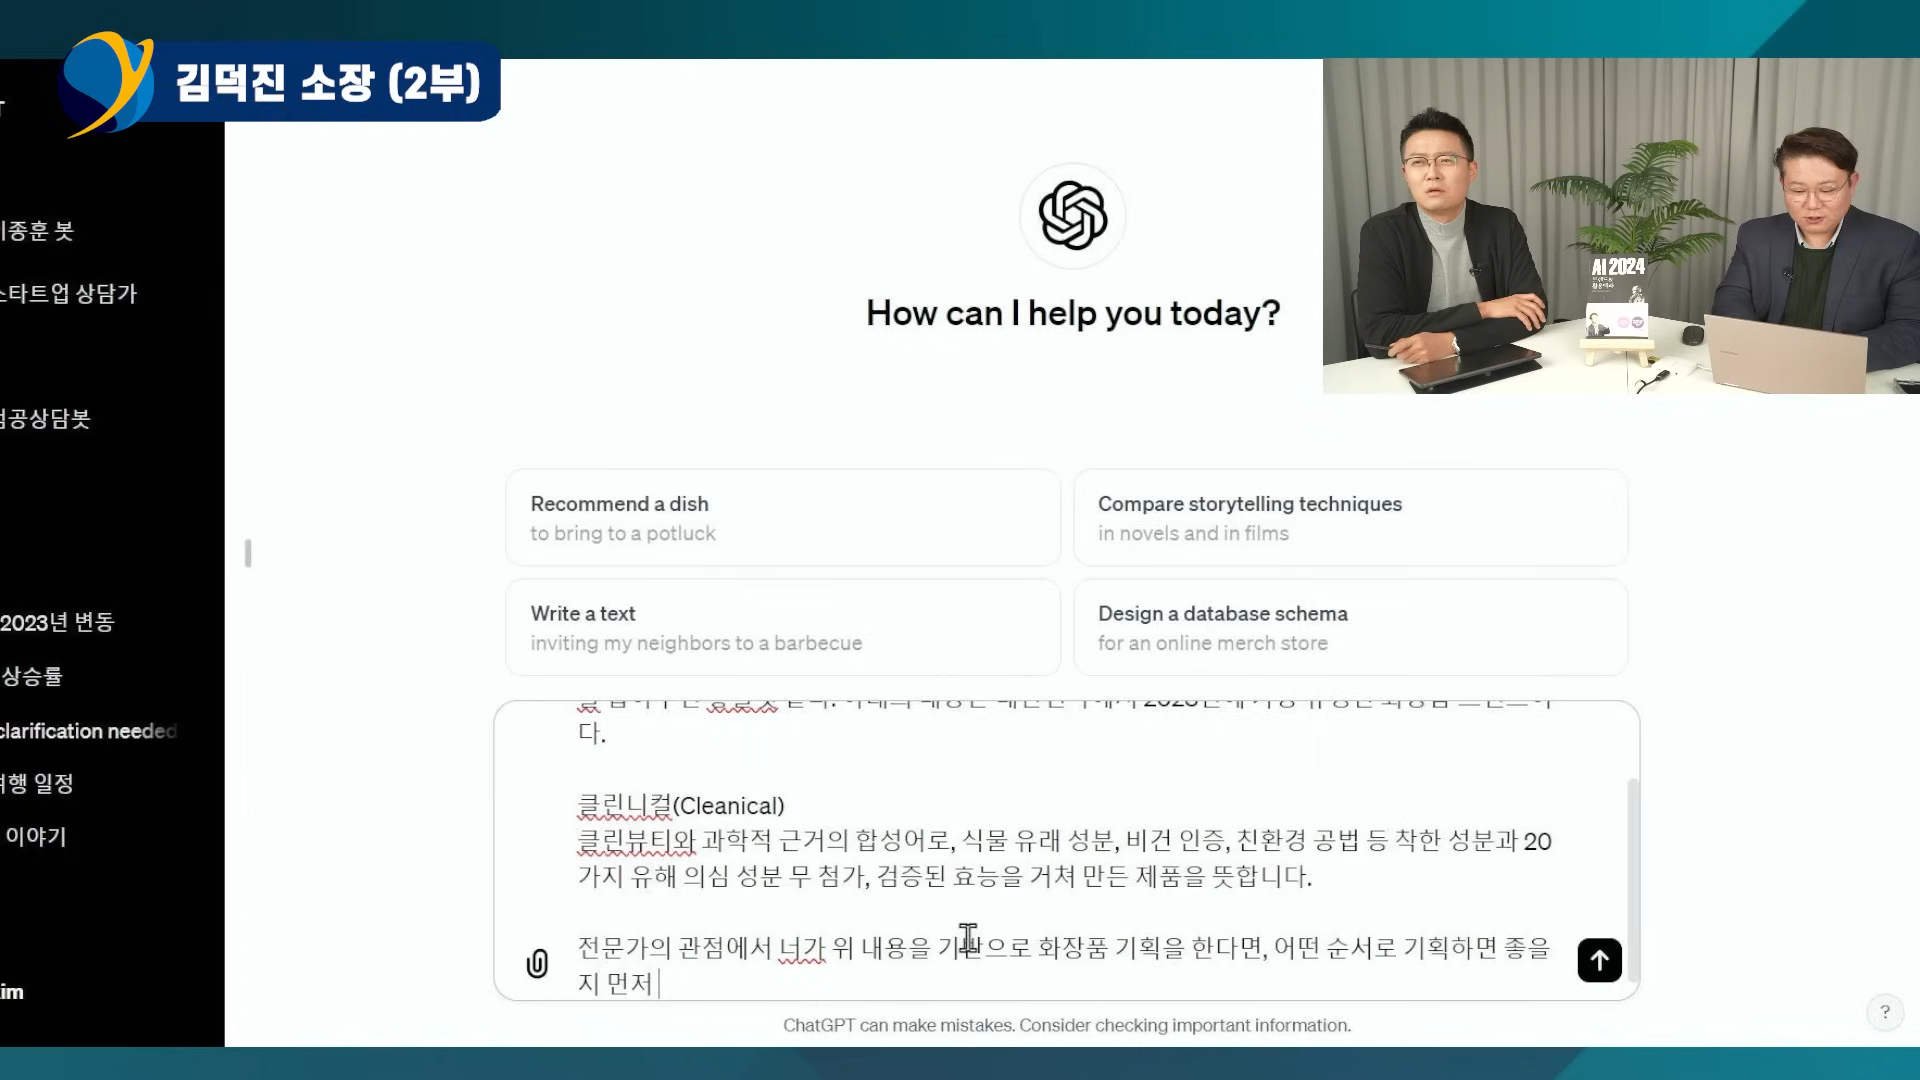 김덕진 소장 (2부)
이종훈 봇
스타트업 상담가
컴공상담봇
2023년 변동
상승률
clarification needed
여행 일정
이야기
How can I help you today?
AI 2024
Recommend a dish
to bring to a potluck
Compare storytelling techniques
in novels and in films
Write a text
inviting my neighbors to a barbecue
Design a database schema
for an online merch store
다.
클린니컬(Cleanical)
클린뷰티와 과학적 근거의 합성어로, 식물 유래 성분, 비건 인증, 친환경 공법 등 착한 성분과 20
가지 유해 의심 성분 무 첨가, 검증된 효능을 거쳐 만든 제품을 뜻합니다.
전문가의 관점에서 너가 위 내용을 기반으로 화장품 기획을 한다면, 어떤 순서로 기획하면 좋을
지 먼저
ChatGPT can make mistakes. Consider checking important information.
?